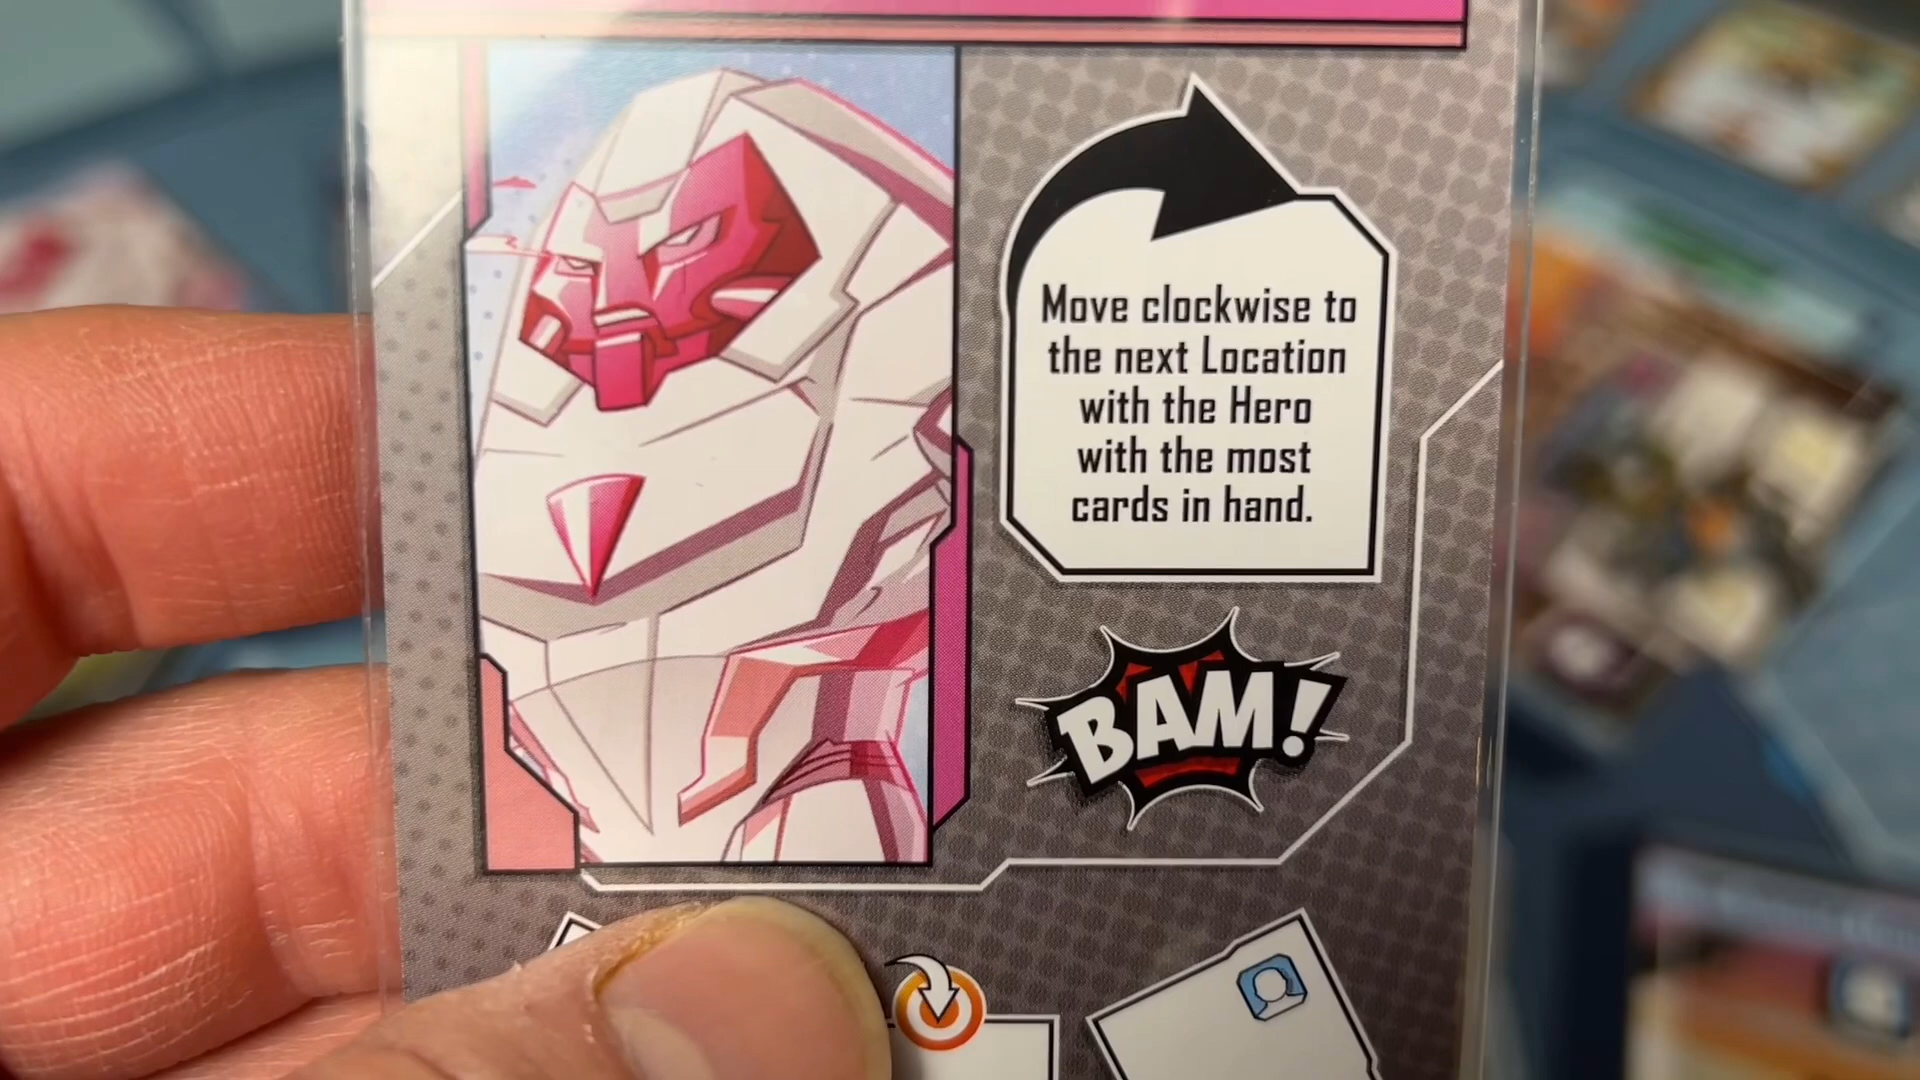 Move clockwise to
the next Location
with the Hero
with the most
cards in hand.
BAM!